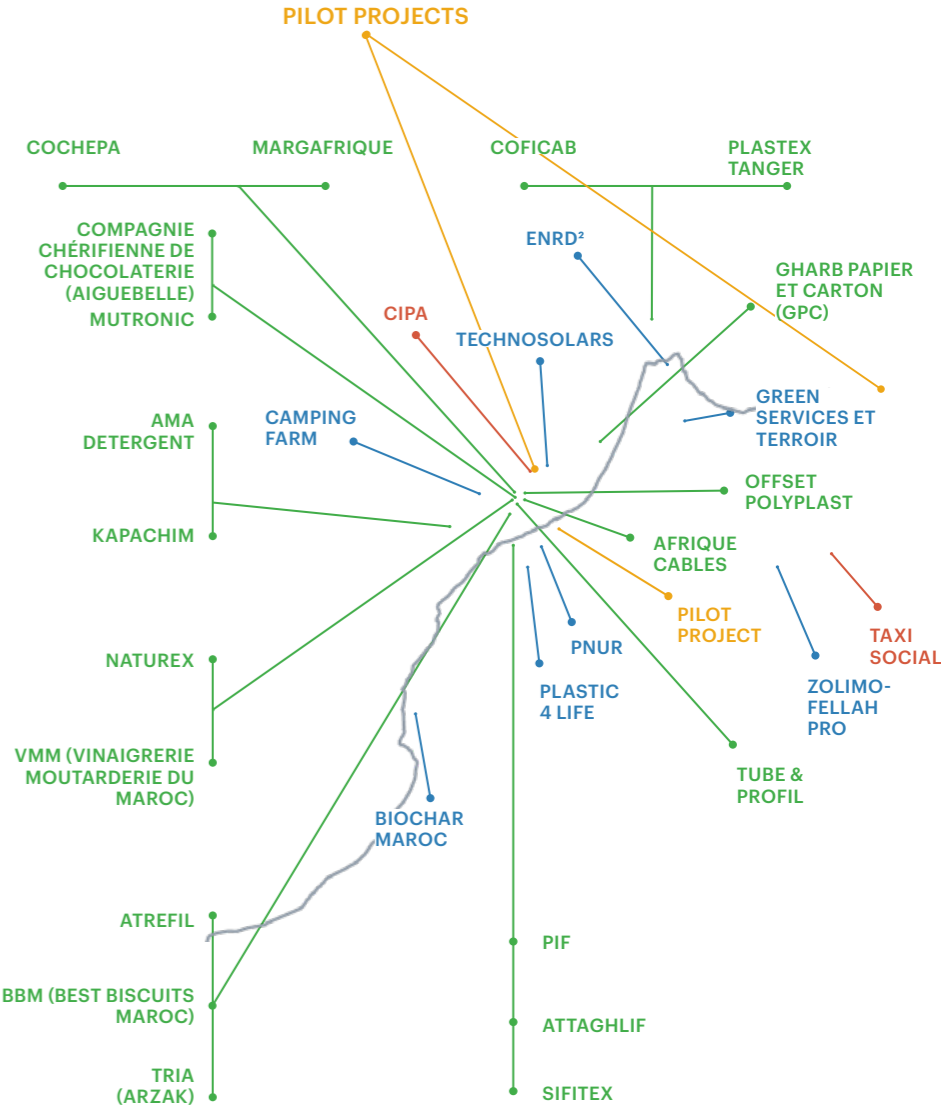 PILOT PROJECTS
COCHEPA
MARGAFRIQUE
COFICAB
PLASTEX
TANGER
COMPAGNIE
CHÉRIFIENNE DE
CHOCOLATERIE
(AIGUEBELLE)
MUTRONIC
ENRD²
GHARB PAPIER
ET CARTON
(GPC)
CIPA
TECHNOSOLARS
CAMPING
FARM
GREEN
SERVICES ET
TERROIR
AMA
DETERGENT
KAPACHIM
OFFSET
POLYPLAST
AFRIQUE
CABLES
PILOT
PROJECT
TAXI
SOCIAL
PNUR
PLASTIC
4 LIFE
ZOLIMO-
FELLAH
PRO
NATUREX
VMM (VINAIGRERIE
MOUTARDERIE DU
MAROC)
TUBE &
PROFIL
BIOCHAR
MAROC
ATREFIL
BBM (BEST BISCUITS
MAROC)
TRIA
(ARZAK)
PIF
ATTAGHLIF
SIFITEX